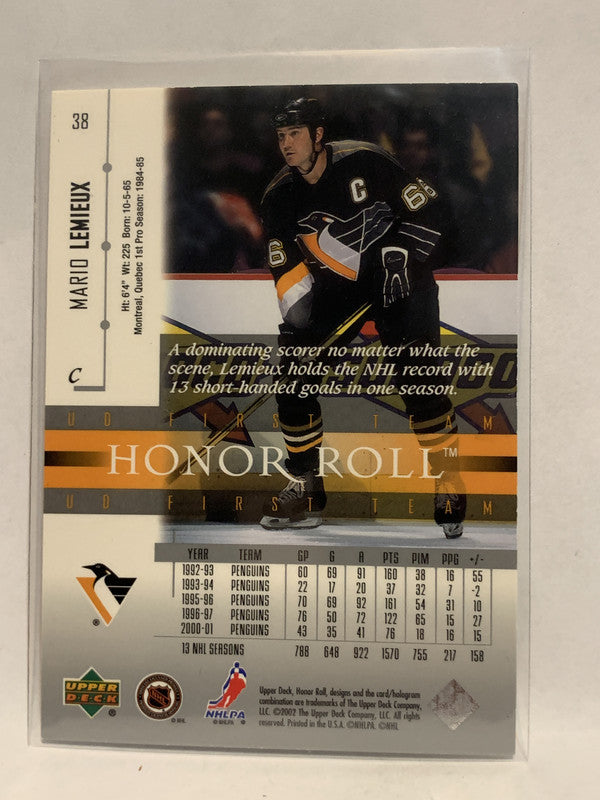 38
MARIO LEMIEUX
Ht: 6'4" Wt: 225 Born: 10-5-65
Montreal, Quebec 1st Pro Season: 1984-85
C
C
66
66
A dominating scorer no matter what the
scene, Lemieux holds the NHL record with
13 short-handed goals in one season.
UD FIRST TEAM
HONOR ROLL™
UD FIRST TEAM
YEAR TEAM GP G A PTS PIM PPG +/-
1992-93 PENGUINS 60 69 91 160 38 16 55
1993-94 PENGUINS 22 17 20 37 32 7 -2
1995-96 PENGUINS 70 69 92 161 54 31 10
1996-97 PENGUINS 76 50 72 122 65 15 27
2000-01 PENGUINS 43 35 41 76 18 16 15
13 NHL SEASONS 788 648 922 1570 755 217 158
UPPER DECK
NHL
© NHL
NHLPA
© NHLPA
Upper Deck, Honor Roll, designs and the card/hologram
combination are trademarks of The Upper Deck Company,
LLC. ©2002 The Upper Deck Company, LLC. All rights
reserved. Printed in the U.S.A. ©NHLPA. ©NHL